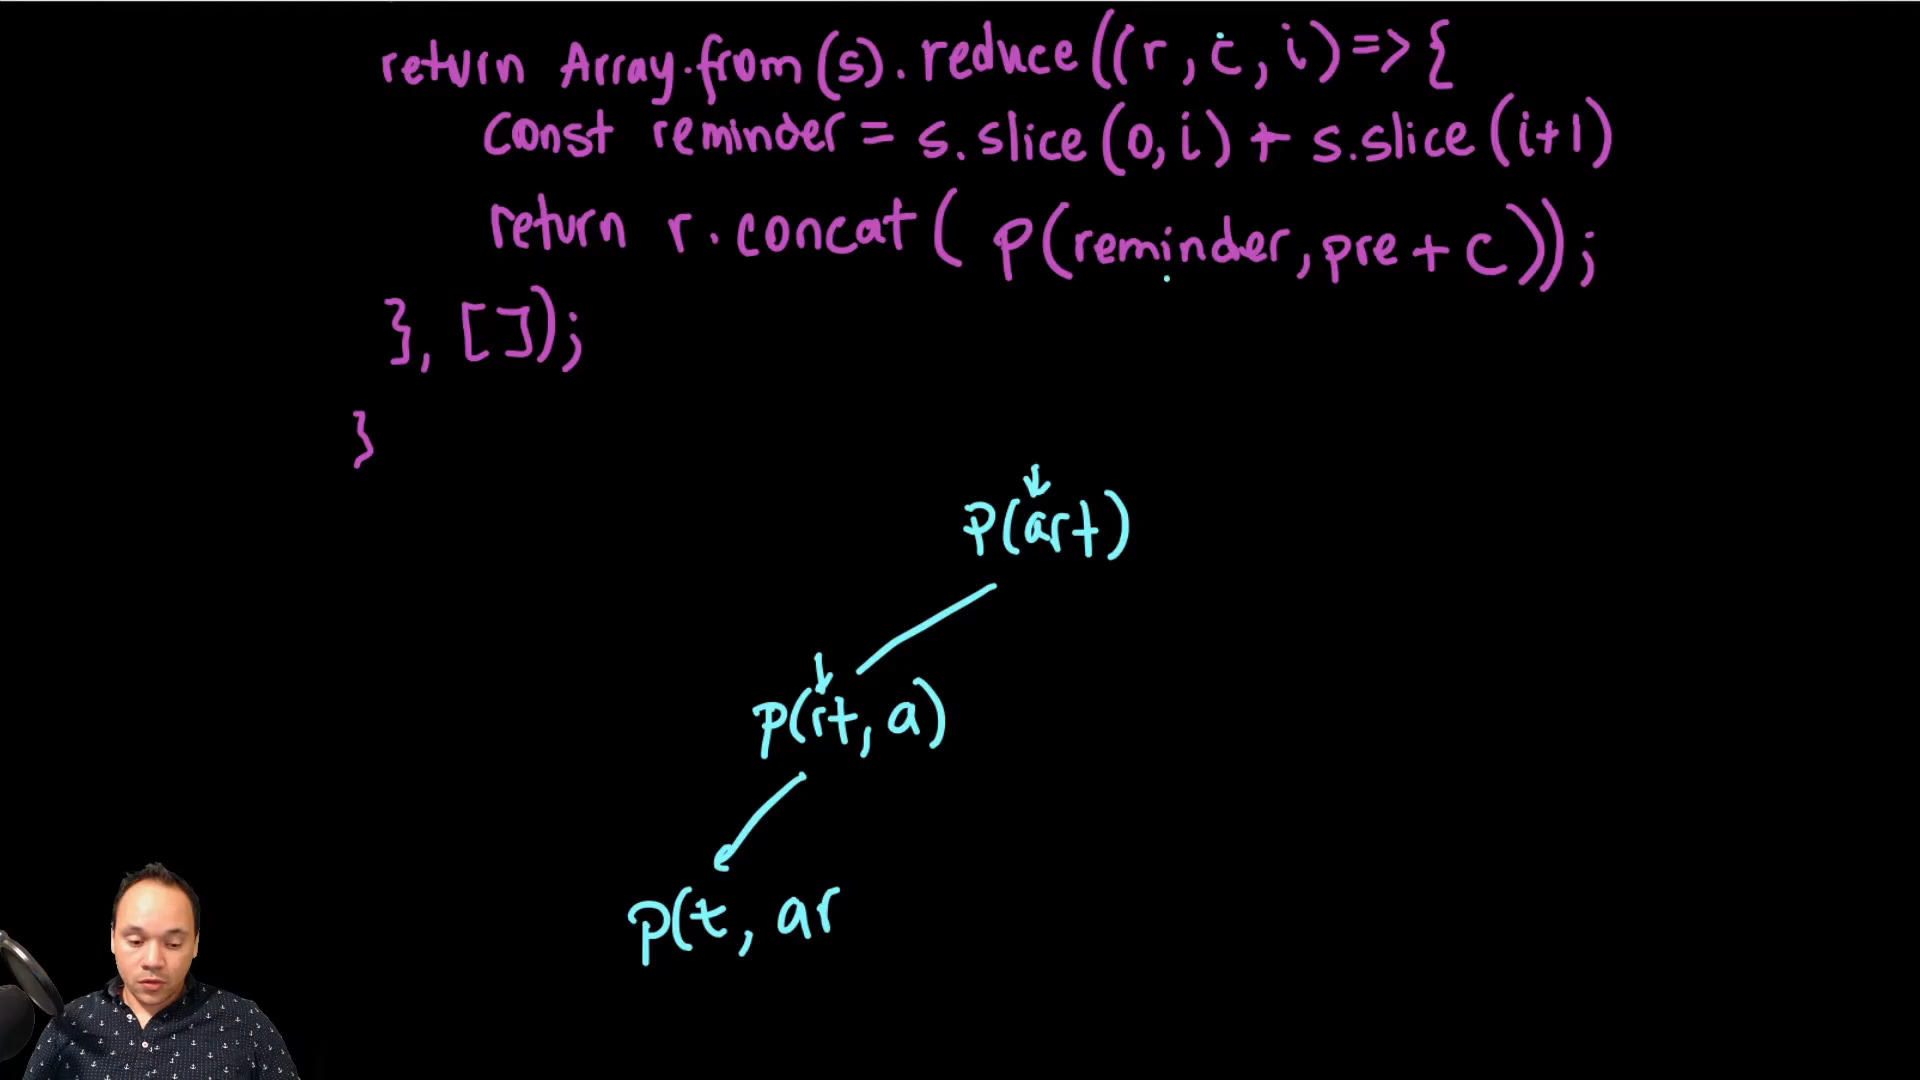 return Array.from(s).reduce((r, c, i) => {
const reminder = s.slice(0, i) + s.slice(i+1)
return r.concat( p(reminder, pre + c));
}, []);
}
p(art)
p(rt, a)
p(t, ar